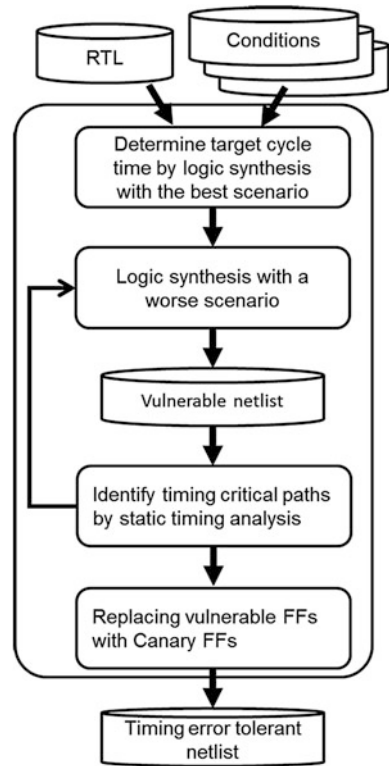 RTL
Conditions
Determine target cycle
time by logic synthesis
with the best scenario
Logic synthesis with a
worse scenario
Vulnerable netlist
Identify timing critical paths
by static timing analysis
Replacing vulnerable FFs
with Canary FFs
Timing error tolerant
netlist